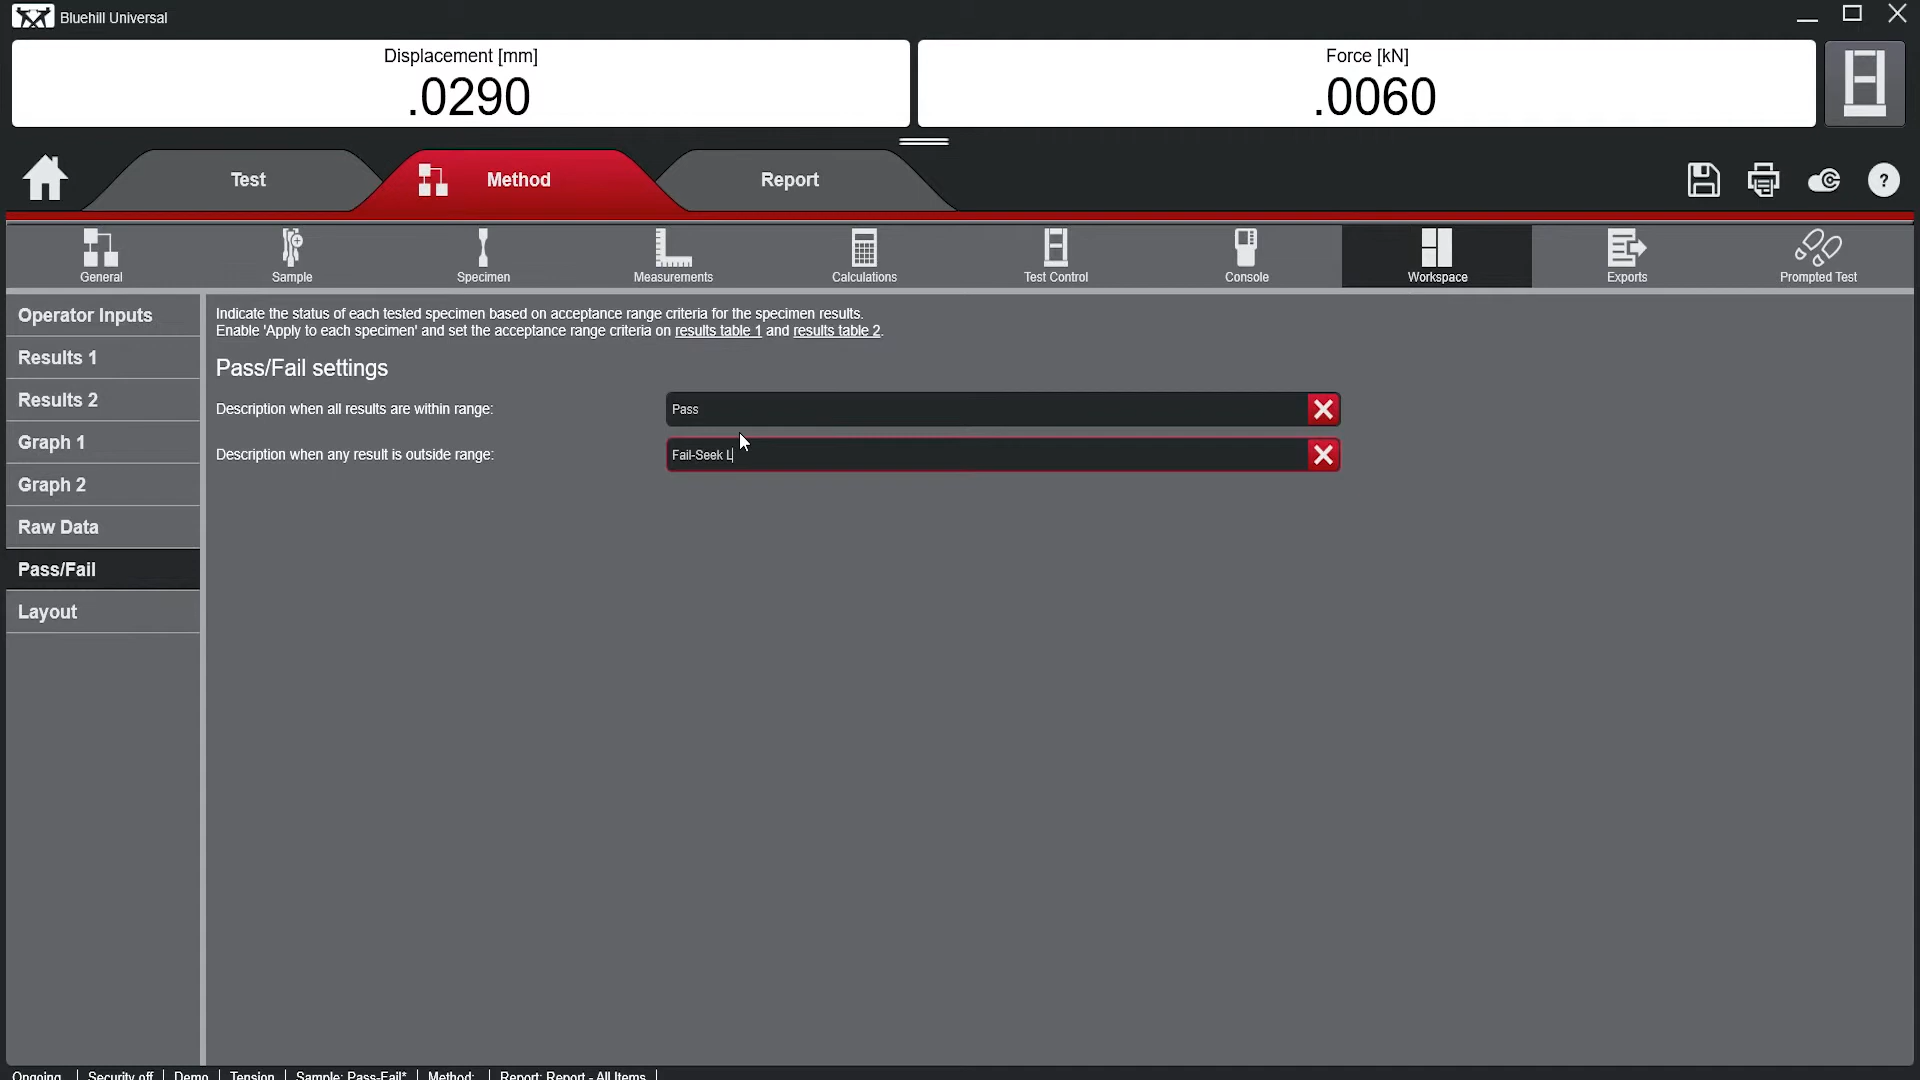 Bluehill Universal
Displacement [mm]
.0290
Force [kN]
.0060
Test
Method
Report
?
General
Sample
Specimen
Measurements
Calculations
Test Control
Console
Workspace
Exports
Prompted Test
Operator Inputs
Results 1
Results 2
Graph 1
Graph 2
Raw Data
Pass/Fail
Layout
Indicate the status of each tested specimen based on acceptance range criteria for the specimen results.
Enable 'Apply to each specimen' and set the acceptance range criteria on results table 1 and results table 2.
Pass/Fail settings
Description when all results are within range:
Pass
Description when any result is outside range:
Fail-Seek L
Ongoing
Security off
Demo
Tension
Sample: Pass-Fail*
Method:
Report: Report - All Items